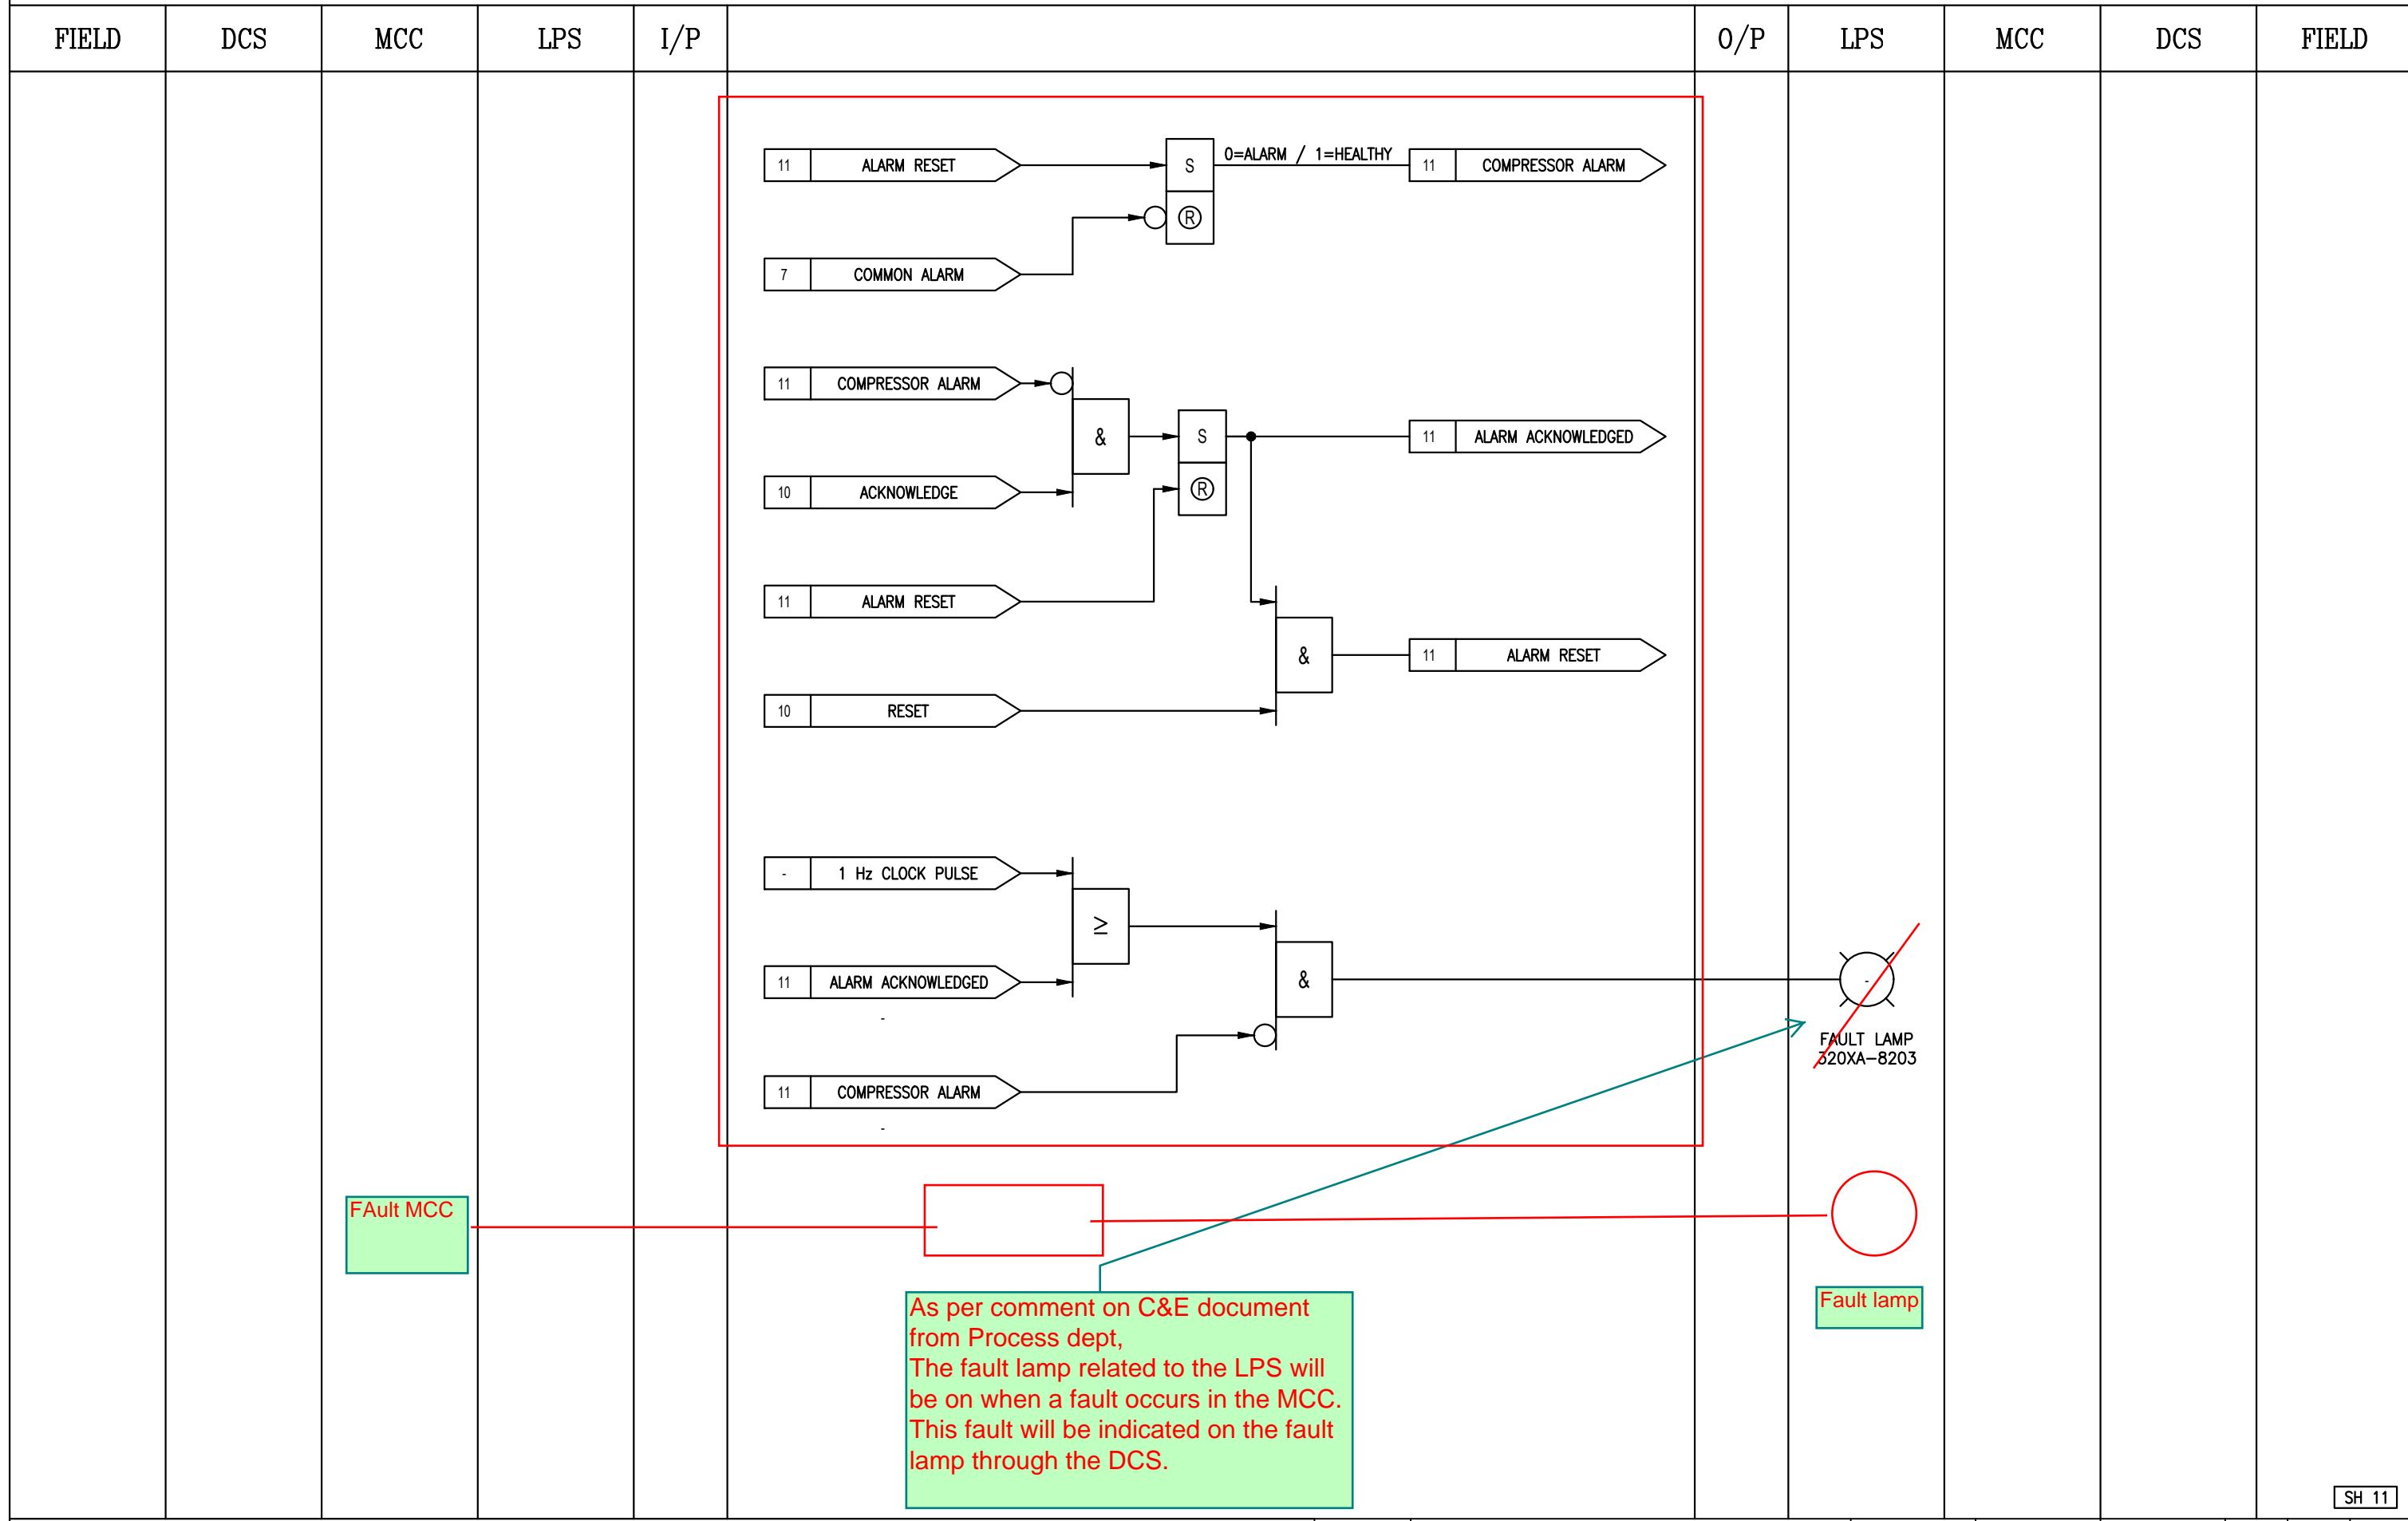 FIELD DCS MCC LPS I/P O/P LPS MCC DCS FIELD
11 ALARM RESET S 0=ALARM / 1=HEALTHY 11 COMPRESSOR ALARM
R
7 COMMON ALARM
11 COMPRESSOR ALARM
& S 11 ALARM ACKNOWLEDGED
10 ACKNOWLEDGE R
11 ALARM RESET
& 11 ALARM RESET
10 RESET
- 1 Hz CLOCK PULSE
≥
11 ALARM ACKNOWLEDGED & -
-
FAULT LAMP
320XA-8203
11 COMPRESSOR ALARM
-
FAult MCC
Fault lamp
As per comment on C&E document
from Process dept,
The fault lamp related to the LPS will
be on when a fault occurs in the MCC.
This fault will be indicated on the fault
lamp through the DCS.
SH 11